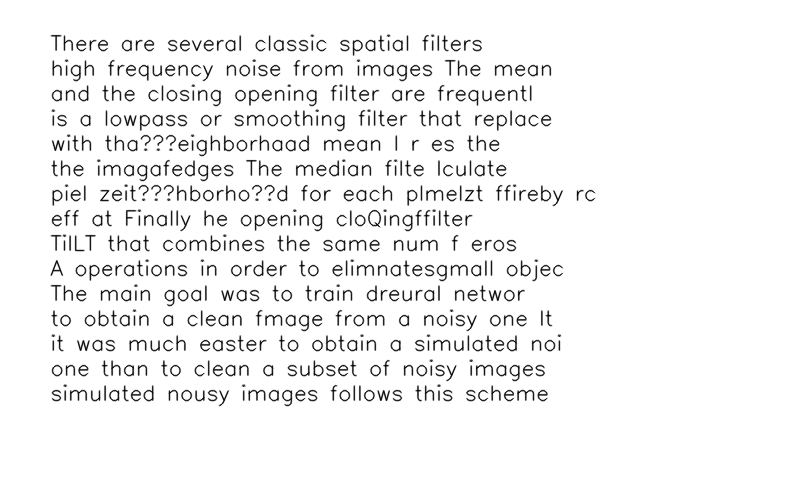 There are several classic spatial filters
high frequency noise from images The mean
and the closing opening filter are frequentl
is a lowpass or smoothing filter that replace
with tha???eighborhaad mean l r es the
the imagafedges The median filte lculate
piel zeit???hborho??d for each plmelzt ffireby rc
eff at Finally he opening cloQingffilter
TilLT that combines the same num f eros
A operations in order to elimnatesgmall objec
The main goal was to train dreural networ
to obtain a clean fmage from a noisy one It
it was much easter to obtain a simulated noi
one than to clean a subset of noisy images
simulated nousy images follows this scheme